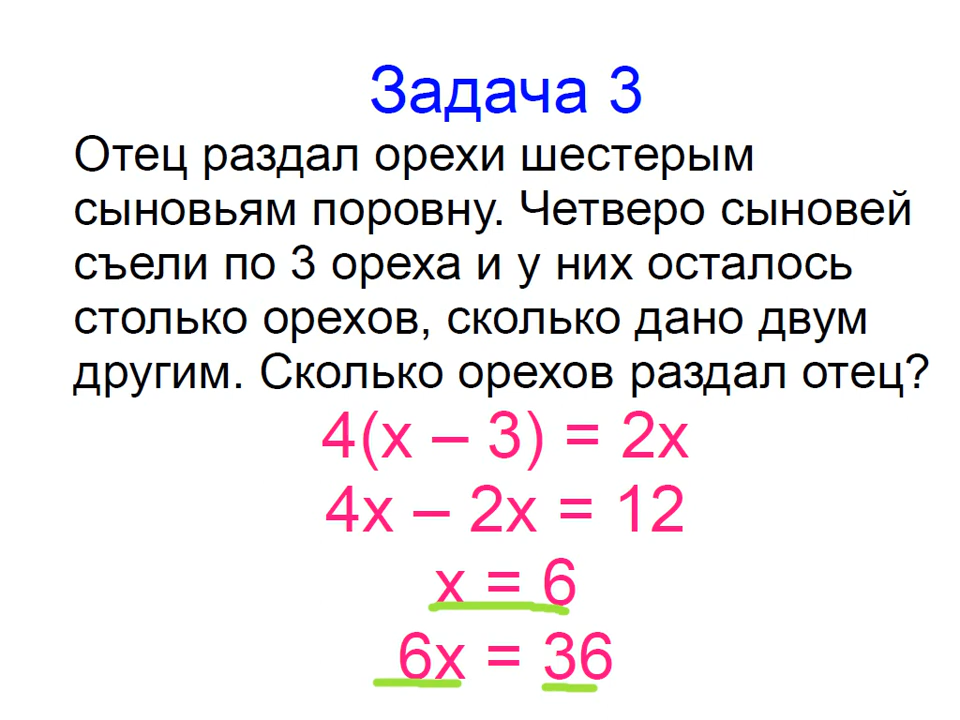 Задача 3
Отец раздал орехи шестерым
сыновьям поровну. Четверо сыновей
съели по 3 ореха и у них осталось
столько орехов, сколько дано двум
другим. Сколько орехов раздал отец?
4(x – 3) = 2x
4x – 2x = 12
x = 6
6x = 36